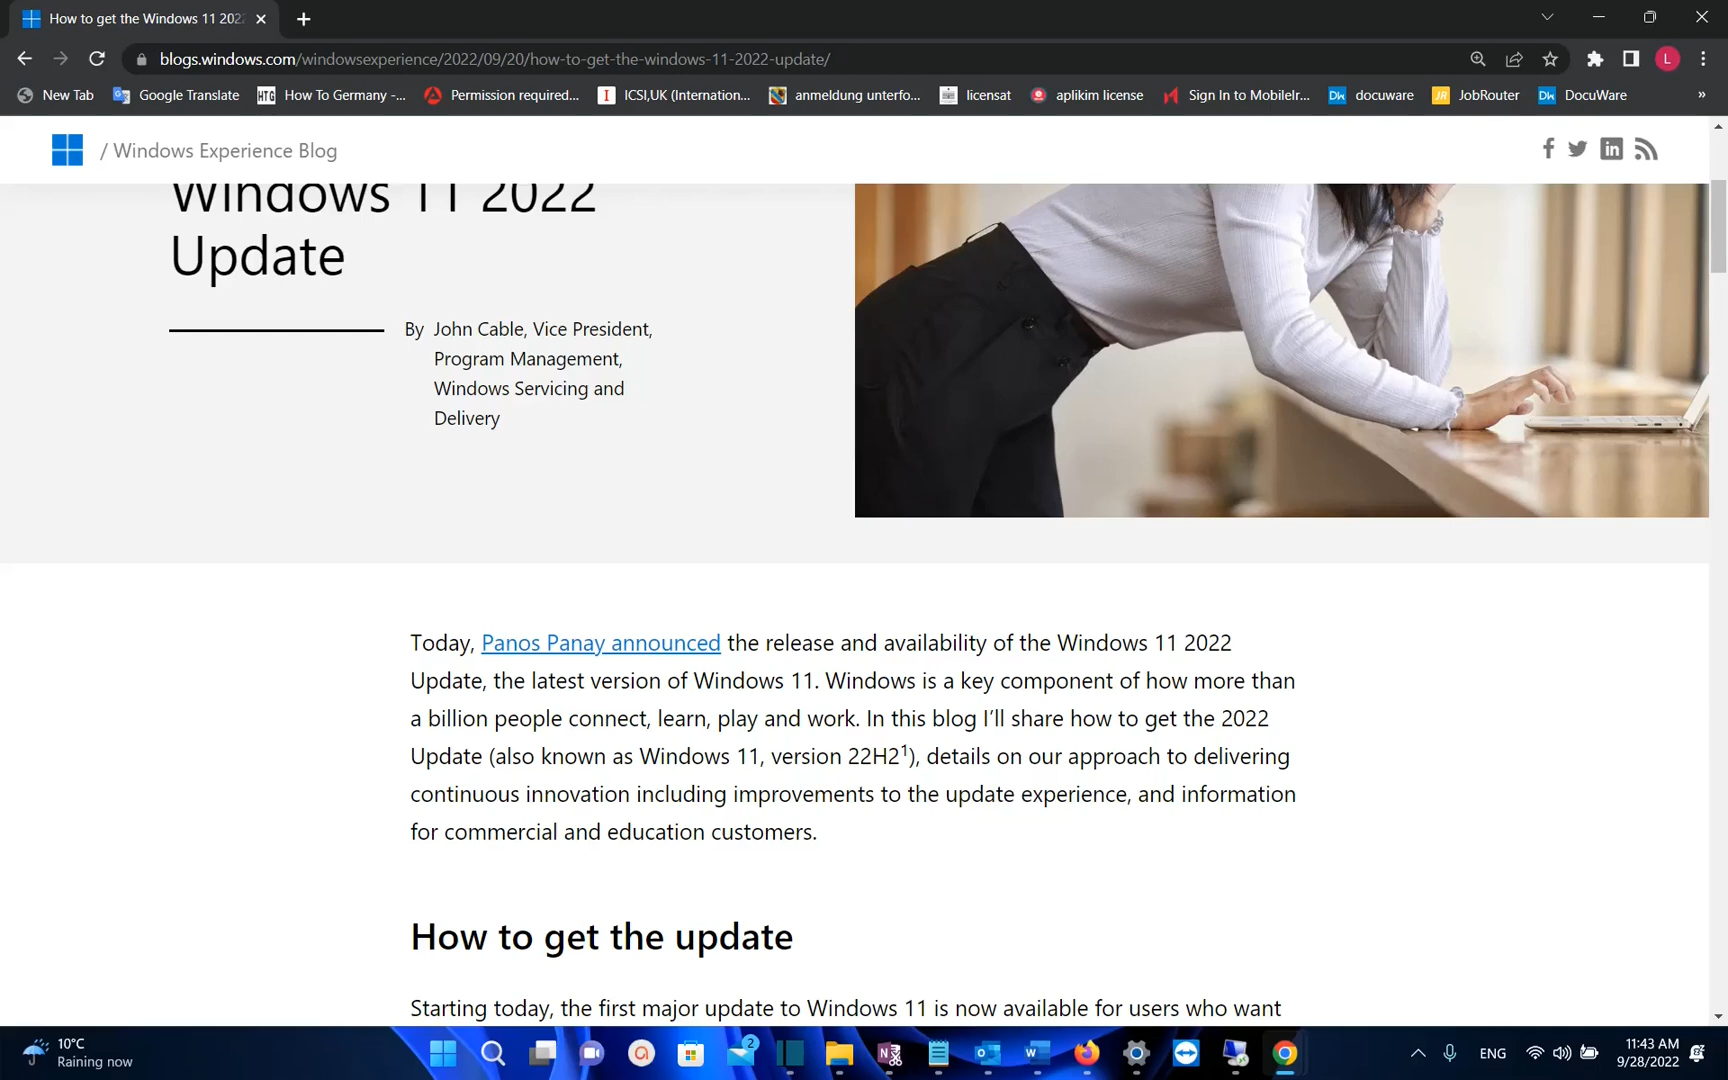 How to get the Windows 11 202
blogs.windows.com/windowsexperience/2022/09/20/how-to-get-the-windows-11-2022-update/
L
New Tab
Google Translate
HTG How To Germany -...
Permission required...
I ICSI,UK (Internation...
anmeldung unterfo...
licensat
aplikim license
Sign In to MobileIr...
DW docuware
JR JobRouter
DW DocuWare
»
/ Windows Experience Blog
Windows 11 2022
Update
By John Cable, Vice President,
Program Management,
Windows Servicing and
Delivery
Today, Panos Panay announced the release and availability of the Windows 11 2022
Update, the latest version of Windows 11. Windows is a key component of how more than
a billion people connect, learn, play and work. In this blog I’ll share how to get the 2022
Update (also known as Windows 11, version 22H2¹), details on our approach to delivering
continuous innovation including improvements to the update experience, and information
for commercial and education customers.
How to get the update
Starting today, the first major update to Windows 11 is now available for users who want
10°C
Raining now
2
ENG
11:43 AM
9/28/2022